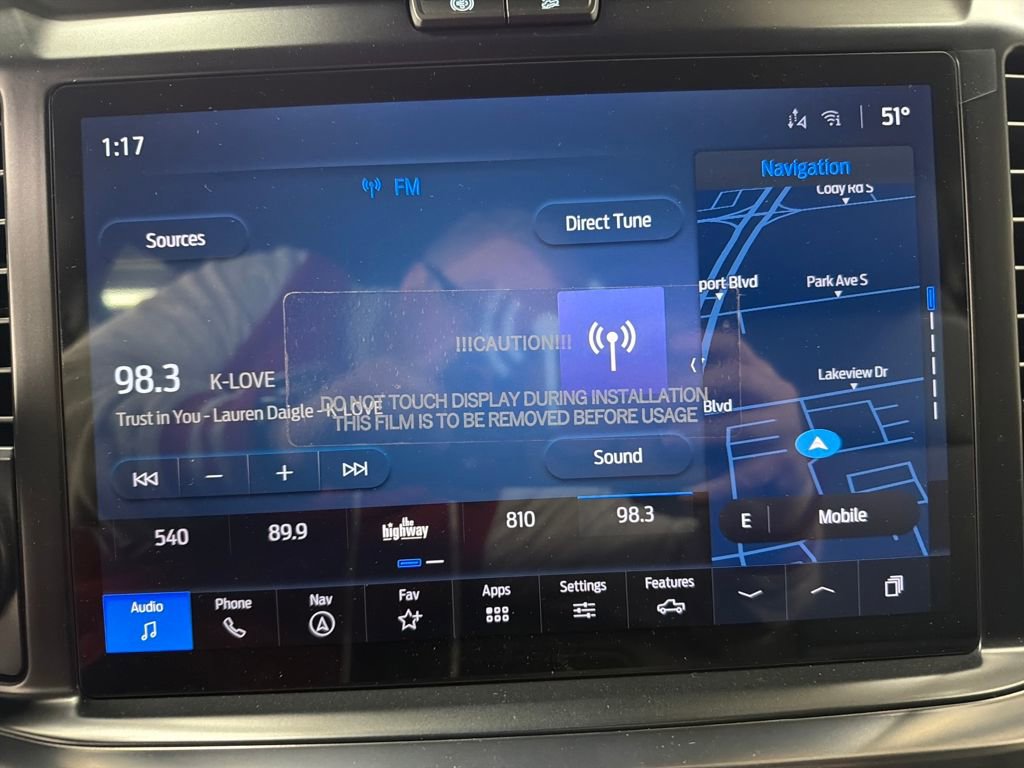 1:17
51°
FM
Navigation
Cody Rd S
Sources
Direct Tune
port Blvd
Park Ave S
!!!CAUTION!!!
98.3 K-LOVE
Lakeview Dr
Trust in You - Lauren Daigle - K-LOVE
DO NOT TOUCH DISPLAY DURING INSTALLATION
Blvd
THIS FILM IS TO BE REMOVED BEFORE USAGE
Sound
540
89.9
the
highway
810
98.3
E
Mobile
Audio
Phone
Nav
Fav
Apps
Settings
Features